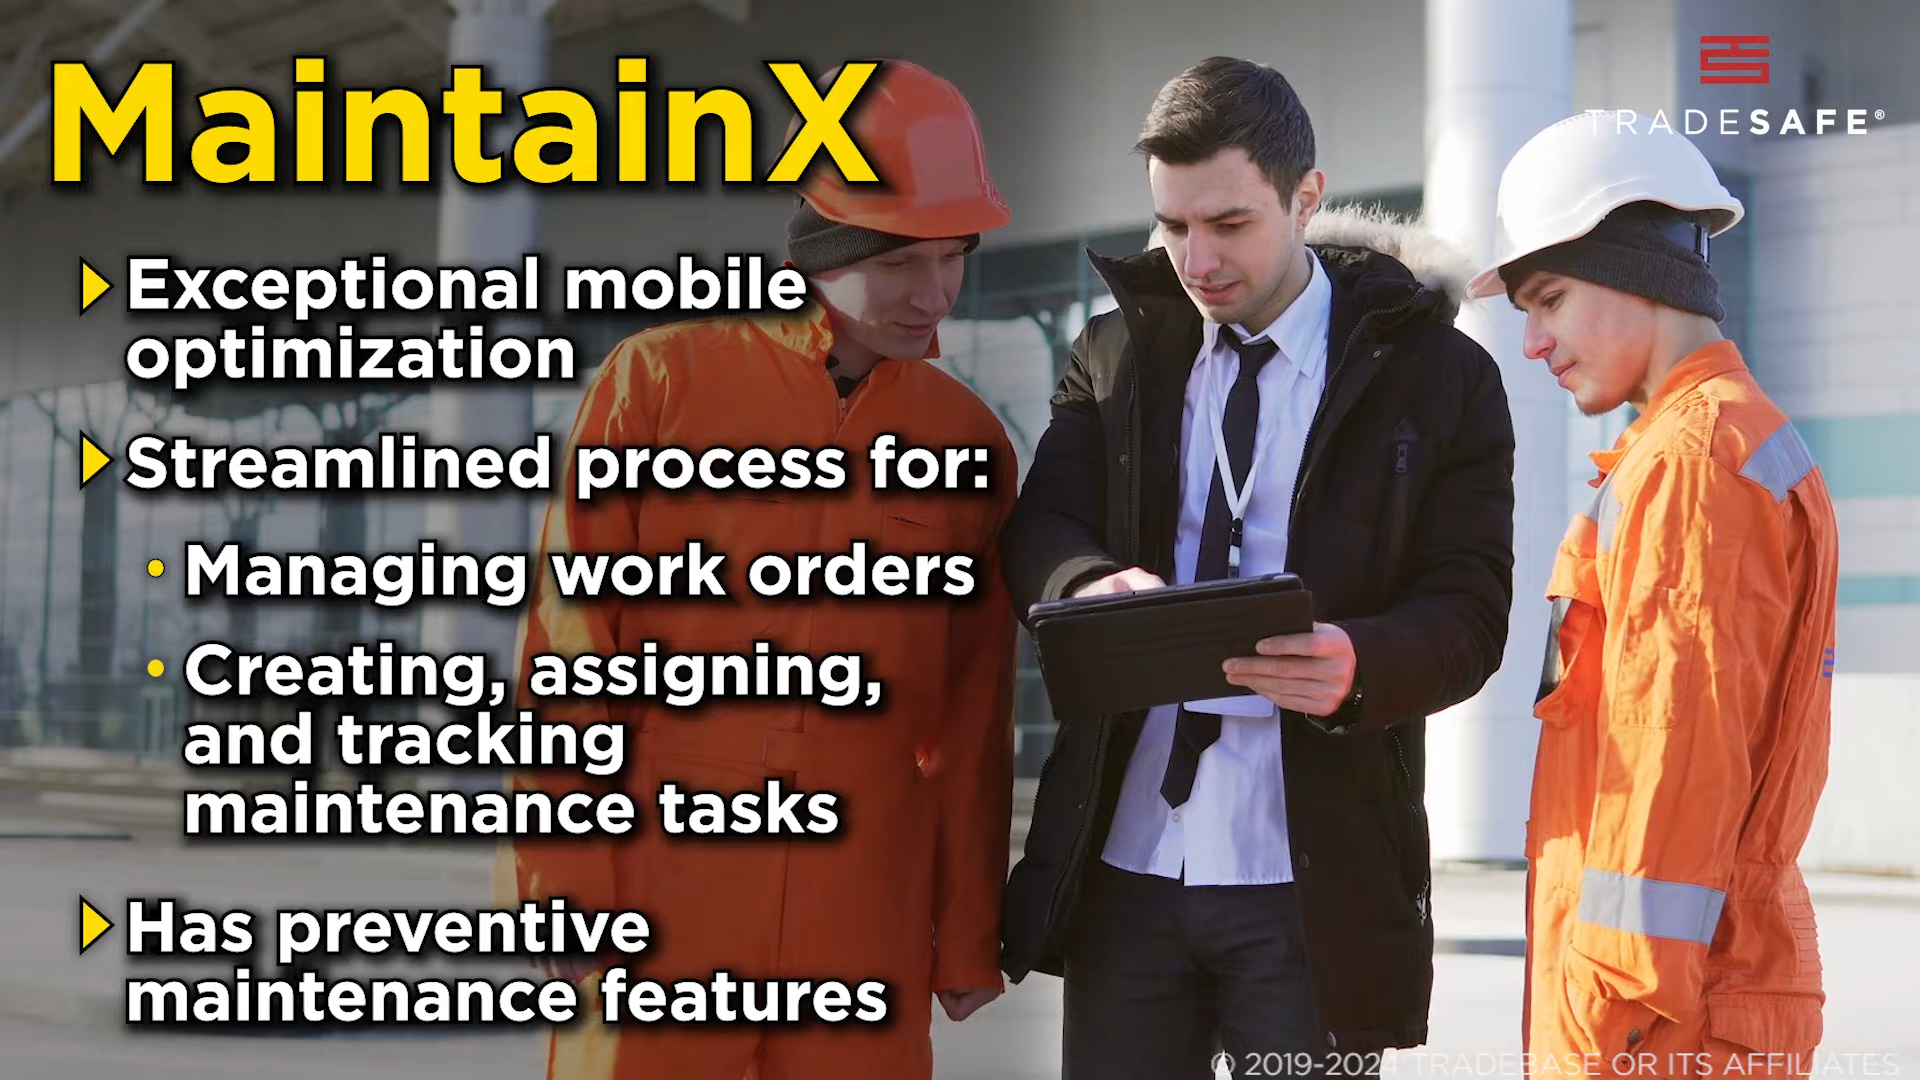 MaintainX
TRADESAFE®
Exceptional mobile
optimization
Streamlined process for:
Managing work orders
Creating, assigning,
and tracking
maintenance tasks
Has preventive
maintenance features
© 2019-2024 TRADEBASE OR ITS AFFILIATES